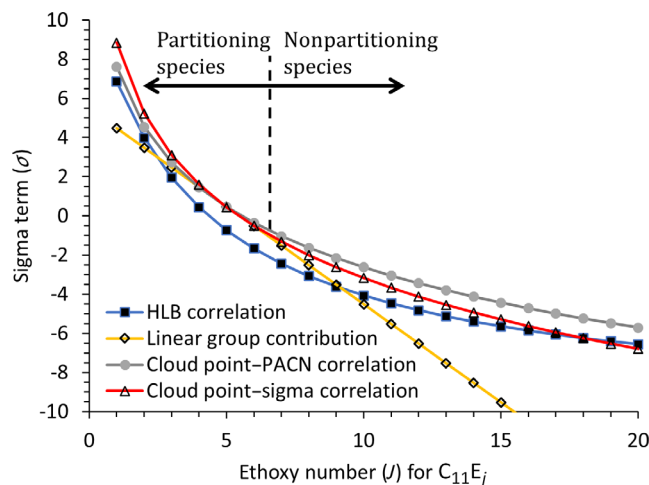 10
8
6
4
2
0
-2
-4
-6
-8
-10
Sigma term (σ)
Partitioning species
Nonpartitioning species
HLB correlation
Linear group contribution
Cloud point–PACN correlation
Cloud point–sigma correlation
0 5 10 15 20
Ethoxy number (J) for C₁₁Eⱼ